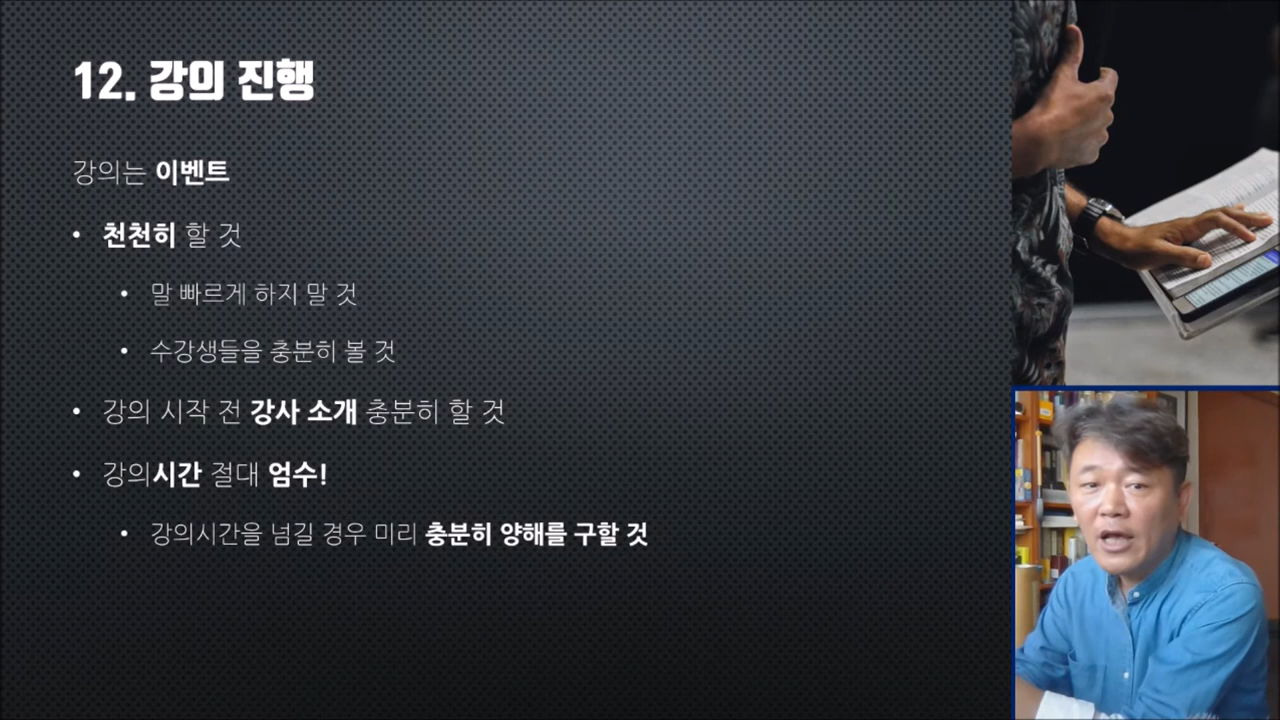 12. 강의 진행
강의는 이벤트
• 천천히 할 것
• 말 빠르게 하지 말 것
• 수강생들을 충분히 볼 것
• 강의 시작 전 강사 소개 충분히 할 것
• 강의시간 절대 엄수!
• 강의시간을 넘길 경우 미리 충분히 양해를 구할 것